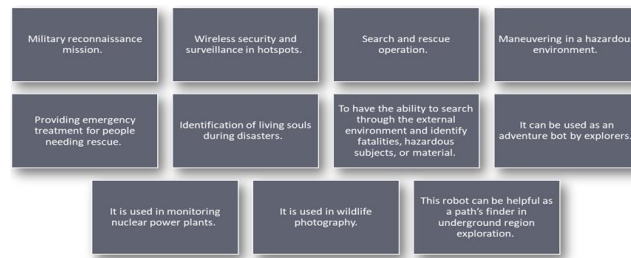 Military reconnaissance
mission.
Wireless security and
surveillance in hotspots.
Search and rescue
operation.
Maneuvering in a hazardous
environment.
Providing emergency
treatment for people
needing rescue.
Identification of living souls
during disasters.
To have the ability to search
through the external
environment and identify
fatalities, hazardous
subjects, or material.
It can be used as an
adventure bot by explorers.
It is used in monitoring
nuclear power plants.
It is used in wildlife
photography.
This robot can be helpful as
a path's finder in
underground region
exploration.